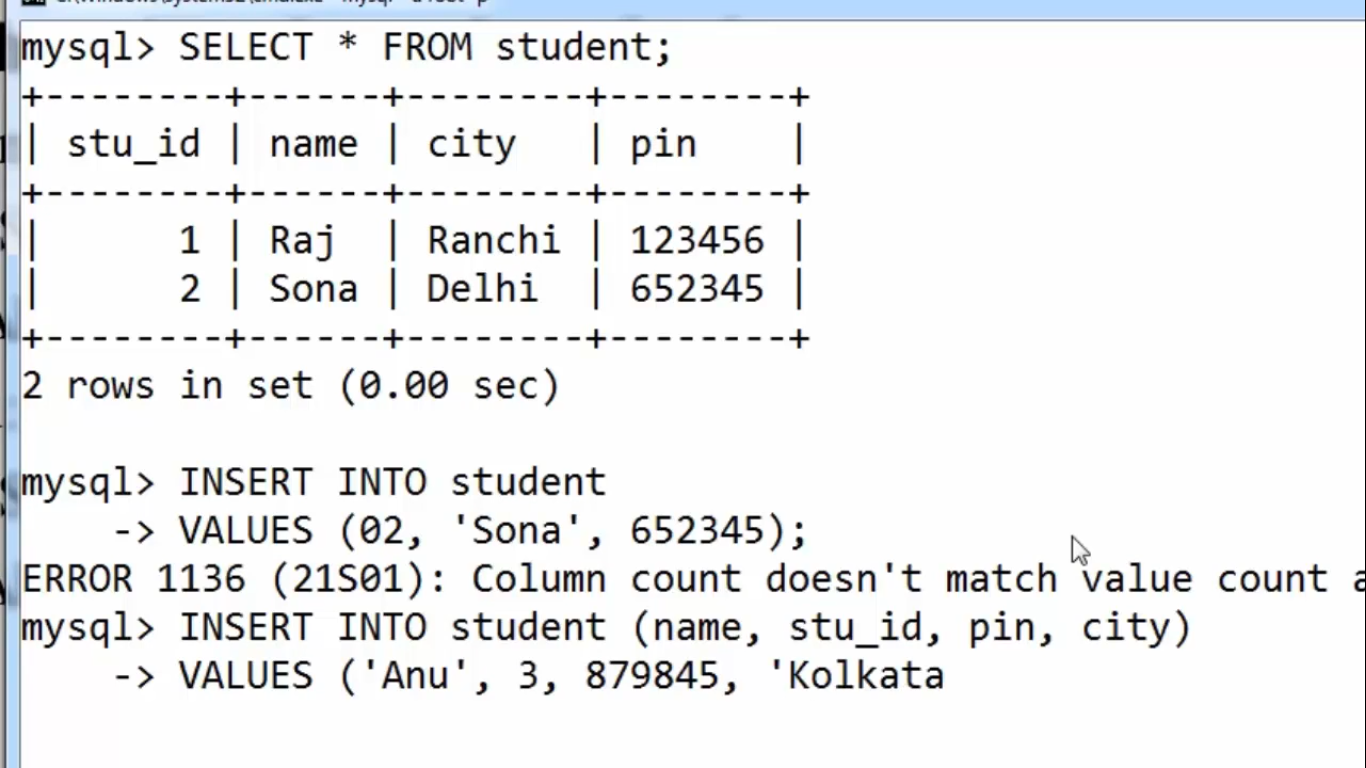 mysql> SELECT * FROM student;
+--------+------+--------+--------+
| stu_id | name | city   | pin    |
+--------+------+--------+--------+
|      1 | Raj  | Ranchi | 123456 |
|      2 | Sona | Delhi  | 652345 |
+--------+------+--------+--------+
2 rows in set (0.00 sec)
mysql> INSERT INTO student
    -> VALUES (02, 'Sona', 652345);
ERROR 1136 (21S01): Column count doesn't match value count a
mysql> INSERT INTO student (name, stu_id, pin, city)
    -> VALUES ('Anu', 3, 879845, 'Kolkata